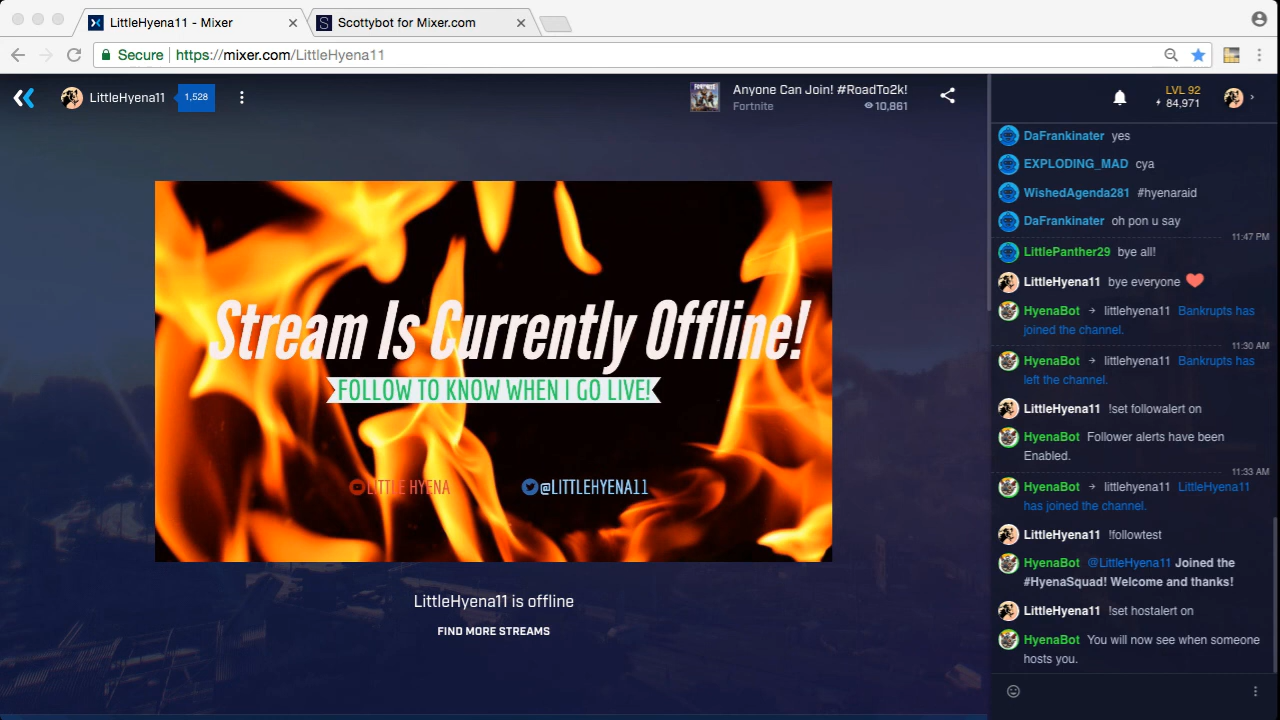 LittleHyena11 - Mixer
Scottybot for Mixer.com
Secure
https://mixer.com/LittleHyena11
LittleHyena11
1,528
Anyone Can Join! #RoadTo2k!
Fortnite
10,861
LVL 92
84,971
Stream Is Currently Offline!
FOLLOW TO KNOW WHEN I GO LIVE!
LITTLE HYENA
@LITTLEHYENA11
LittleHyena11 is offline
FIND MORE STREAMS
DaFrankinater yes
EXPLODING_MAD cya
WishedAgenda281 #hyenaraid
DaFrankinater oh pon u say
11:47 PM
LittlePanther29 bye all!
LittleHyena11 bye everyone
HyenaBot → littlehyena11 Bankrupts has
joined the channel.
11:30 AM
HyenaBot → littlehyena11 Bankrupts has
left the channel.
LittleHyena11 !set followalert on
HyenaBot Follower alerts have been
Enabled.
11:33 AM
HyenaBot → littlehyena11 LittleHyena11
has joined the channel.
LittleHyena11 !followtest
HyenaBot @LittleHyena11 Joined the
#HyenaSquad! Welcome and thanks!
LittleHyena11 !set hostalert on
HyenaBot You will now see when someone
hosts you.